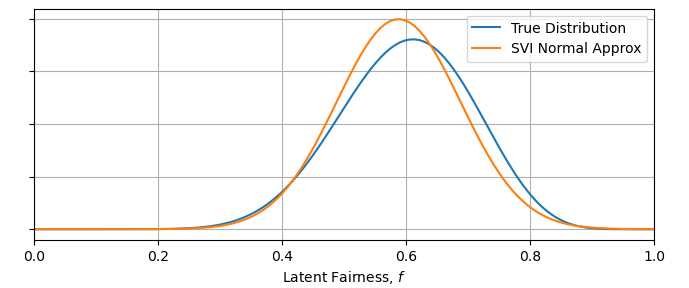 True Distribution
SVI Normal Approx
0.0 0.2 0.4 0.6 0.8 1.0
Latent Fairness, f